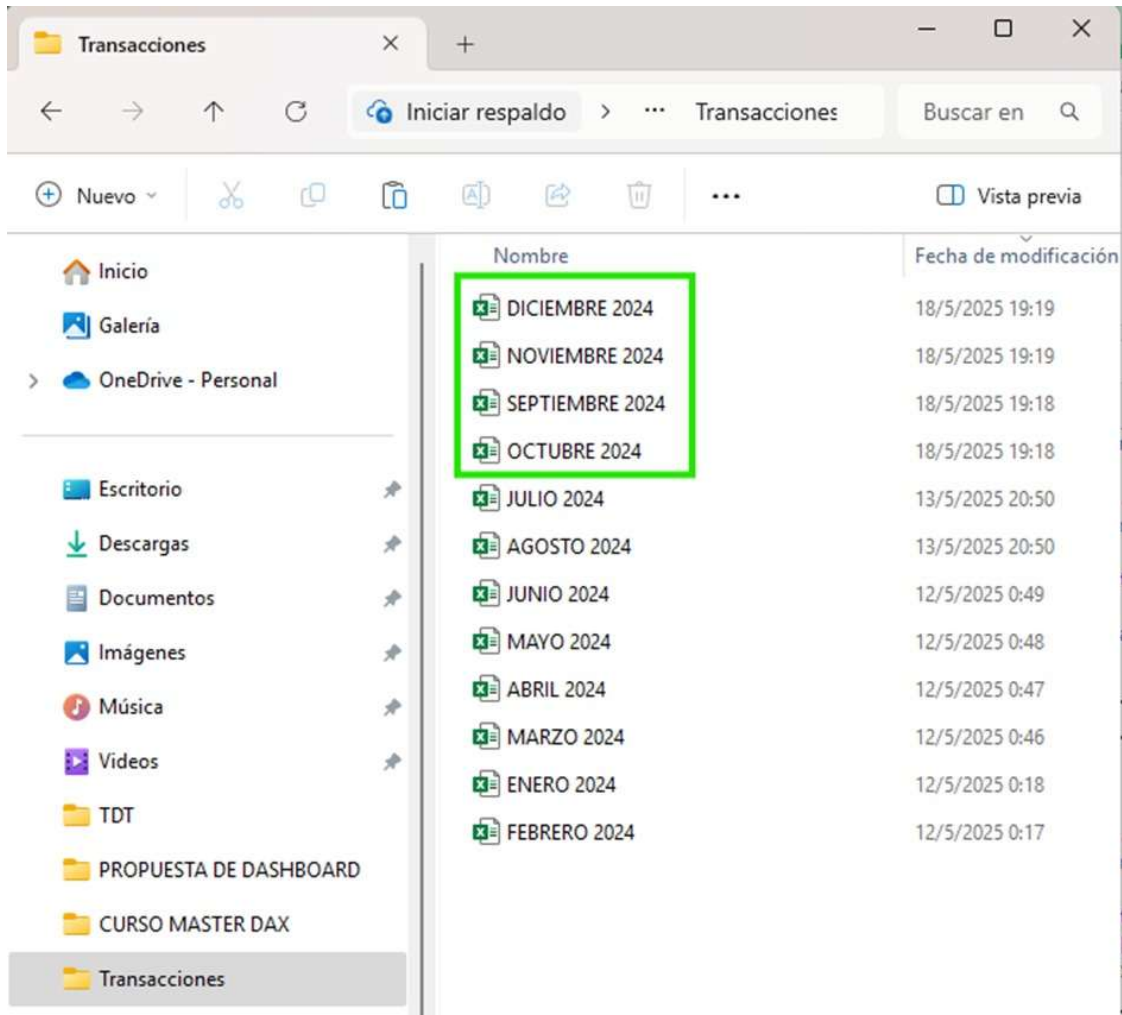 Transacciones
Iniciar respaldo > ... Transacciones Buscar en
Nuevo ... Vista previa
Inicio
Galería
OneDrive - Personal
Escritorio
Descargas
Documentos
Imágenes
Música
Videos
TDT
PROPUESTA DE DASHBOARD
CURSO MASTER DAX
Transacciones
Nombre Fecha de modificación
DICIEMBRE 2024 18/5/2025 19:19
NOVIEMBRE 2024 18/5/2025 19:19
SEPTIEMBRE 2024 18/5/2025 19:18
OCTUBRE 2024 18/5/2025 19:18
JULIO 2024 13/5/2025 20:50
AGOSTO 2024 13/5/2025 20:50
JUNIO 2024 12/5/2025 0:49
MAYO 2024 12/5/2025 0:48
ABRIL 2024 12/5/2025 0:47
MARZO 2024 12/5/2025 0:46
ENERO 2024 12/5/2025 0:18
FEBRERO 2024 12/5/2025 0:17